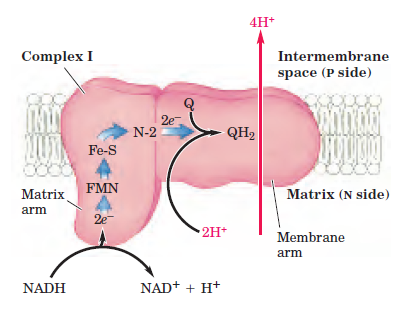 4H⁺
Complex I
Intermembrane
space (P side)
Q
2e⁻
N-2
QH₂
Fe-S
FMN
Matrix
arm
Matrix (N side)
2e⁻
2H⁺
Membrane
arm
NADH
NAD⁺ + H⁺